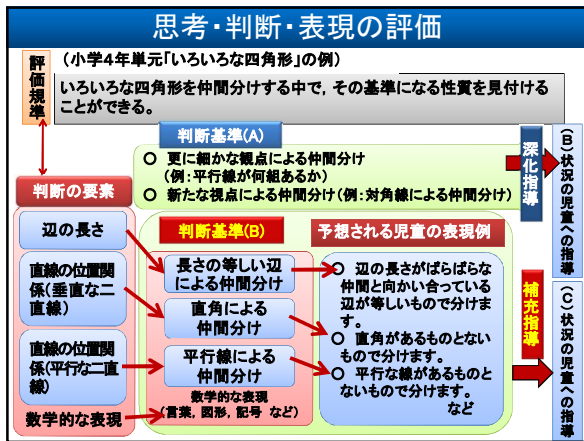 思考・判断・表現の評価
評価規準
(小学4年単元「いろいろな四角形」の例)
いろいろな四角形を仲間分けする中で,その基準になる性質を見付ける
ことができる。
判断基準(A)
○ 更に細かな観点による仲間分け
(例:平行線が何組あるか)
○ 新たな視点による仲間分け(例:対角線による仲間分け)
深化指導
(B)状況の児童への指導
判断の要素
辺の長さ
直線の位置関
係(垂直な二
直線)
直線の位置関
係(平行な二直
線)
数学的な表現
判断基準(B)
長さの等しい辺
による仲間分け
直角による
仲間分け
平行線による
仲間分け
数学的な表現
(言葉,図形,記号 など)
予想される児童の表現例
○ 辺の長さがばらばらな
仲間と向かい合っている
辺が等しいもので分けま
す。
○ 直角があるものとない
もので分けます。
○ 平行な線があるものと
ないもので分けます。
など
補充指導
(C)状況の児童への指導